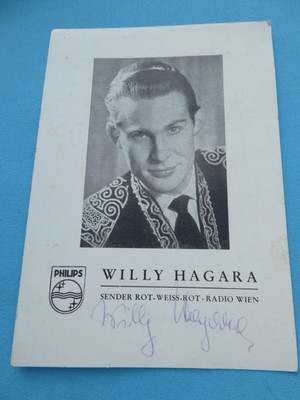 PHILIPS
WILLY HAGARA
SENDER ROT-WEISS-ROT - RADIO WIEN
Willy Hagara